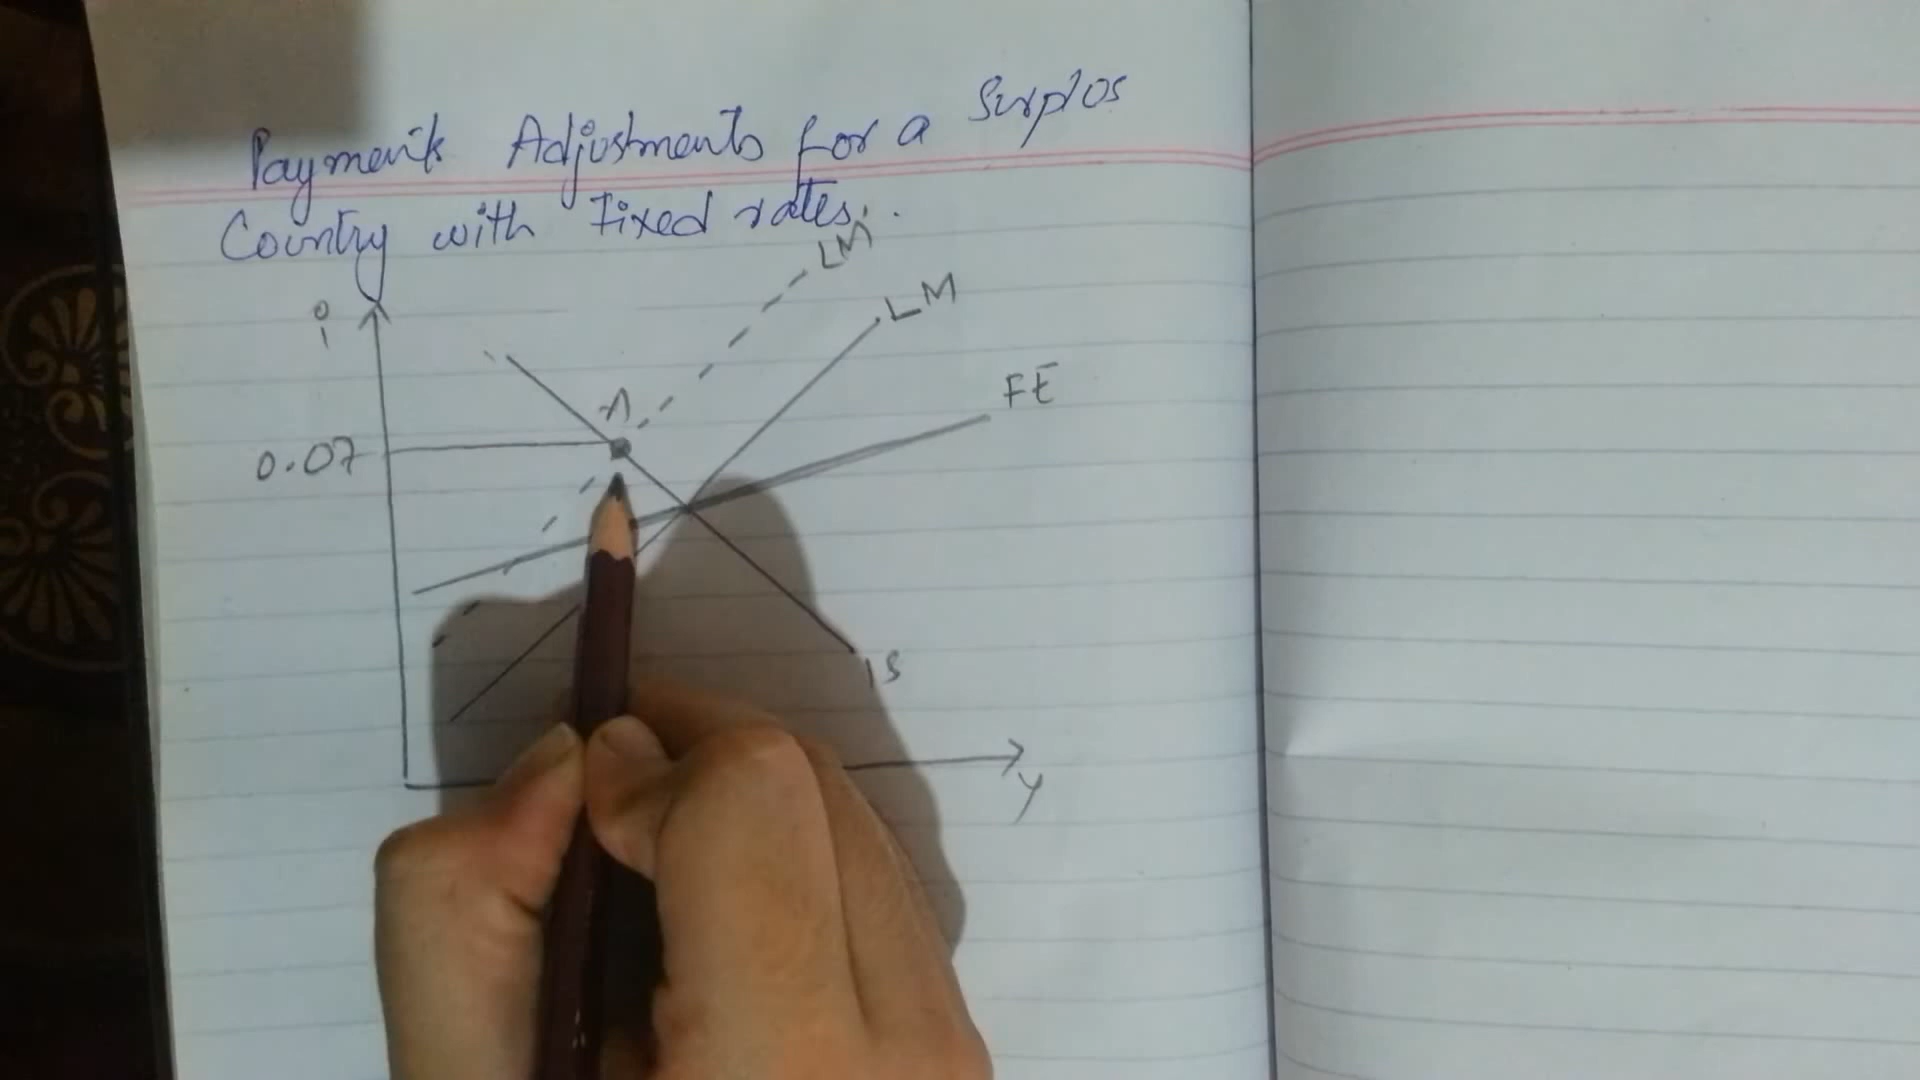 Payments Adjustments for a Surplus
Country with Fixed rates.
LM'
i
LM
FE
A
0.07
IS
Y